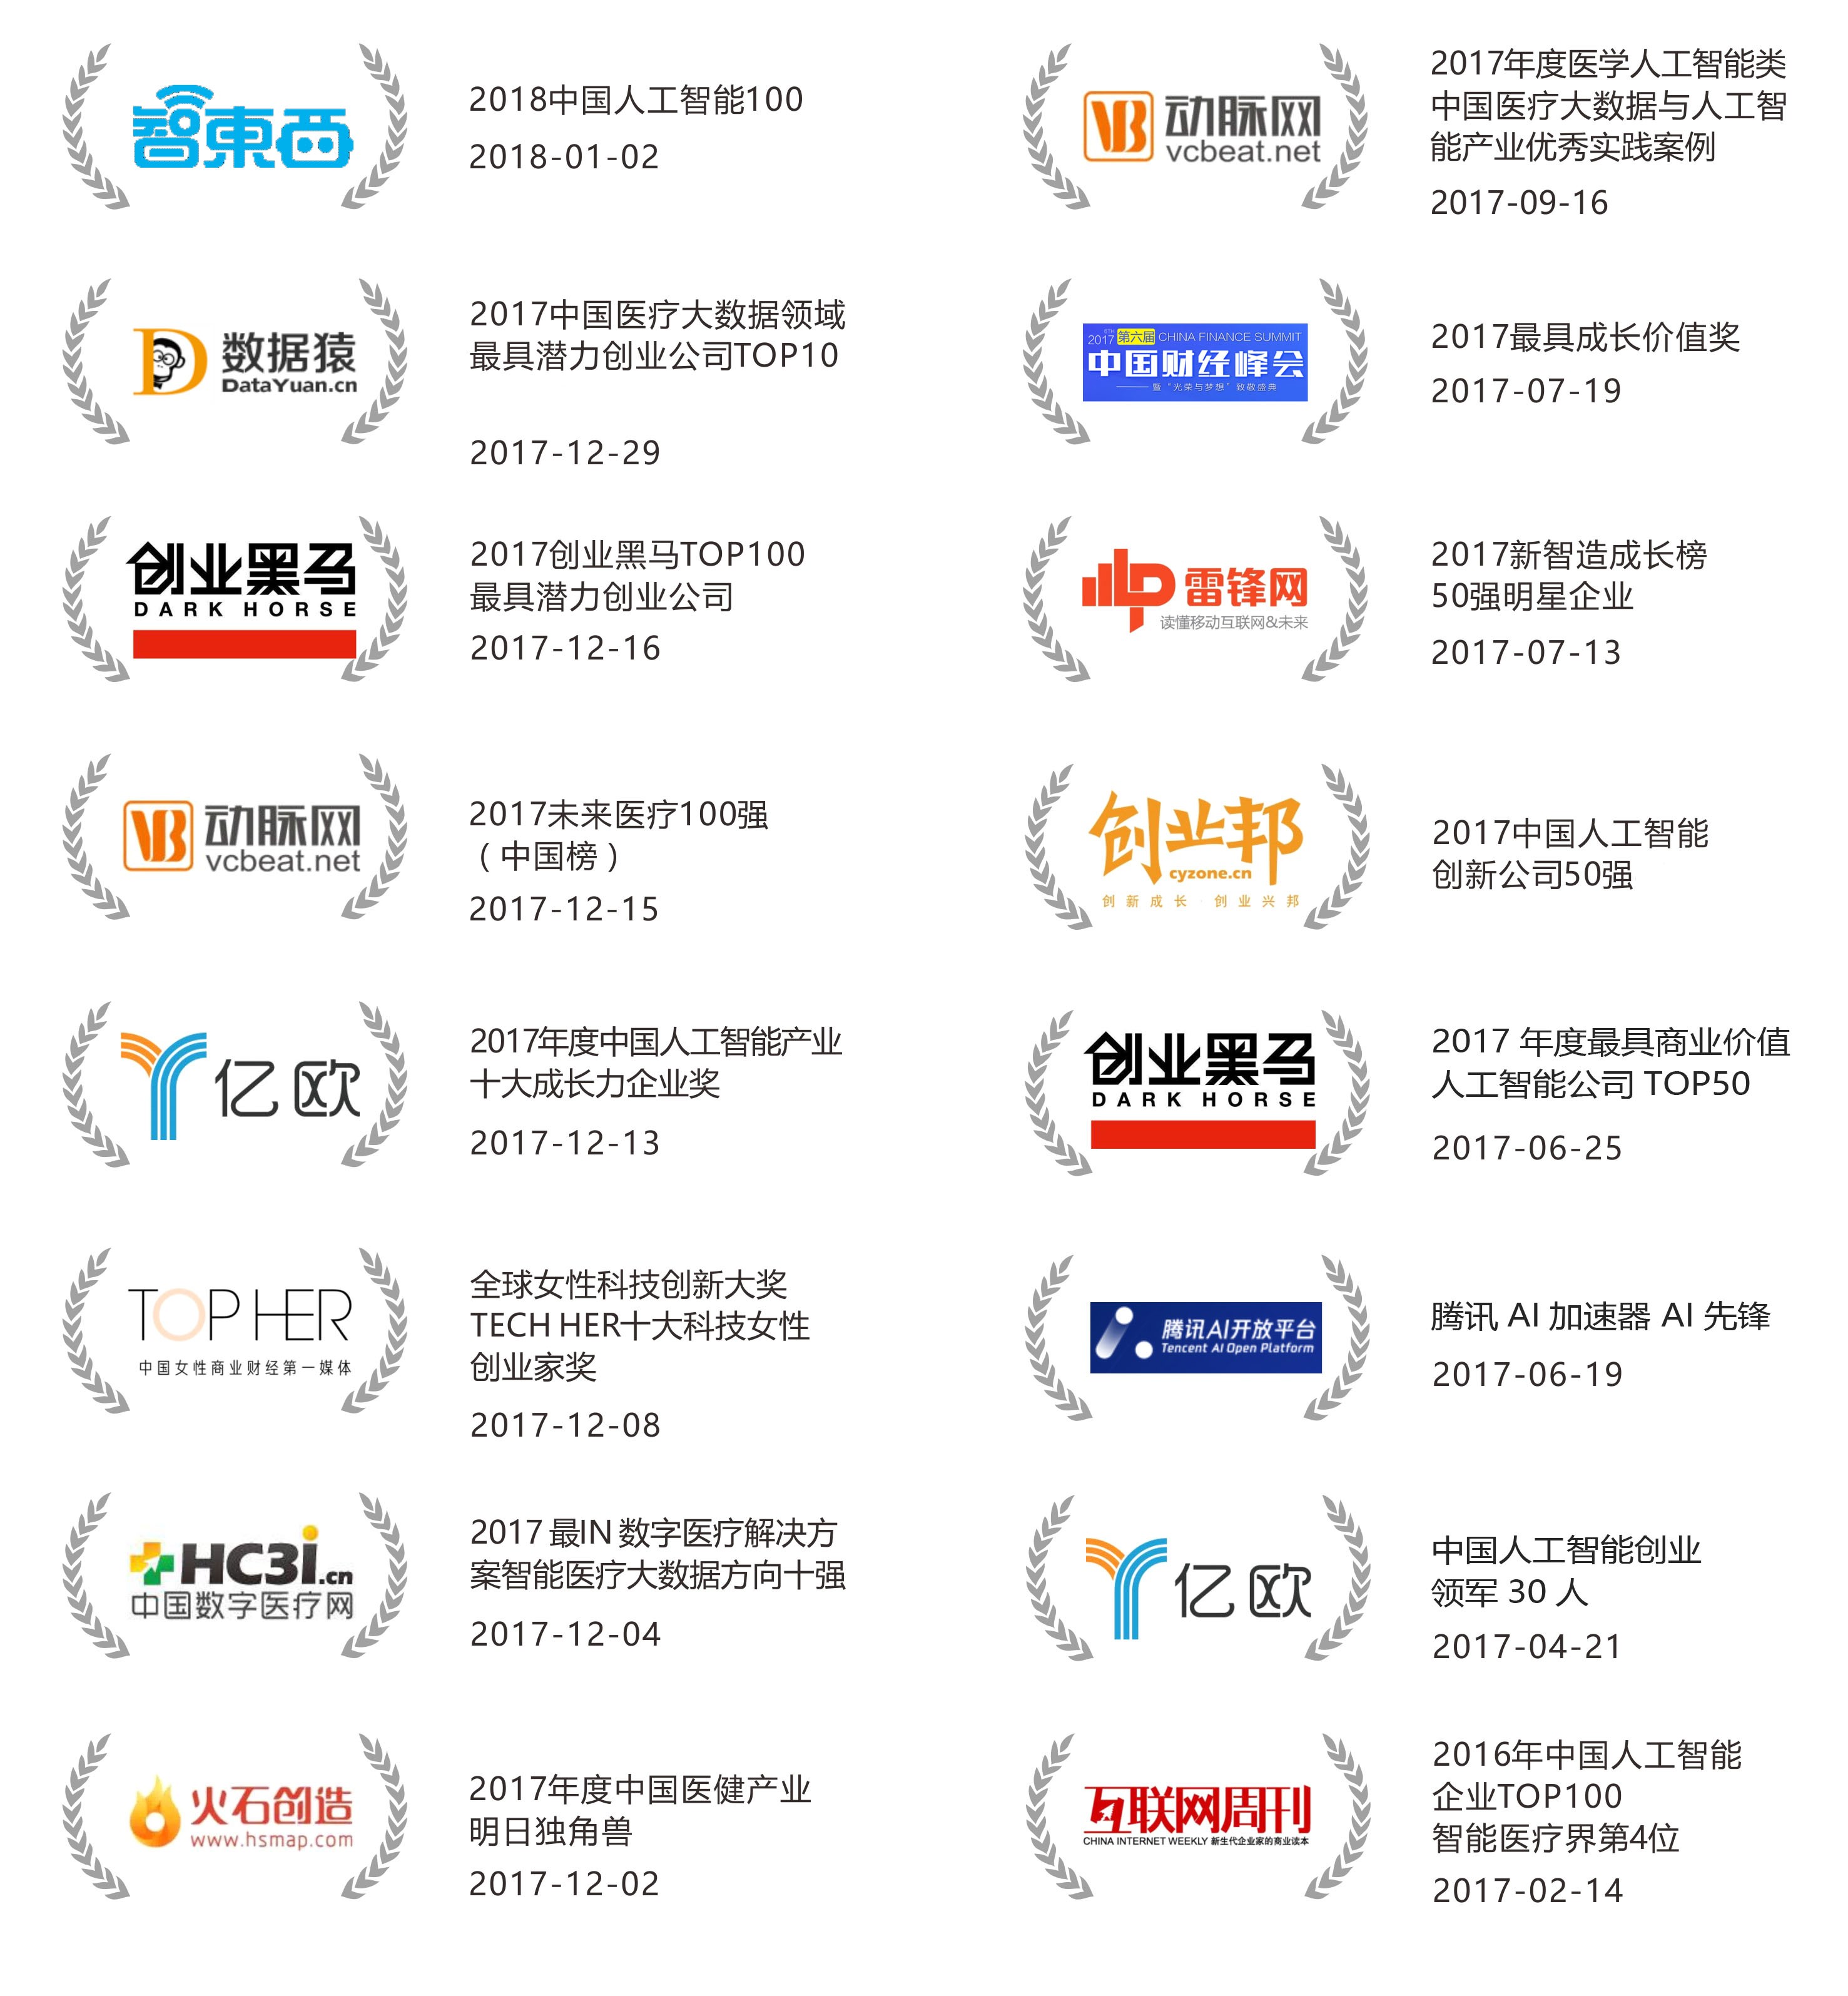 智東西
2018中国人工智能100
2018-01-02
数据猿
DataYuan.cn
2017中国医疗大数据领域
最具潜力创业公司TOP10
2017-12-29
创业黑马
DARK HORSE
2017创业黑马TOP100
最具潜力创业公司
2017-12-16
动脉网
vcbeat.net
2017未来医疗100强
（中国榜）
2017-12-15
亿欧
2017年度中国人工智能产业
十大成长力企业奖
2017-12-13
TOP HER
中国女性商业财经第一媒体
全球女性科技创新大奖
TECH HER十大科技女性
创业家奖
2017-12-08
HC3i.cn
中国数字医疗网
2017 最IN 数字医疗解决方
案智能医疗大数据方向十强
2017-12-04
火石创造
www.hsmap.com
2017年度中国医健产业
明日独角兽
2017-12-02
动脉网
vcbeat.net
2017年度医学人工智能类
中国医疗大数据与人工智
能产业优秀实践案例
2017-09-16
6TH
2017 第六届 CHINA FINANCE SUMMIT
中国财经峰会
暨“光荣与梦想”致敬盛典
2017最具成长价值奖
2017-07-19
雷锋网
读懂移动互联网&未来
2017新智造成长榜
50强明星企业
2017-07-13
创业邦
cyzone.cn
创新成长·创业兴邦
2017中国人工智能
创新公司50强
创业黑马
DARK HORSE
2017 年度最具商业价值
人工智能公司 TOP50
2017-06-25
腾讯AI开放平台
Tencent AI Open Platform
腾讯 AI 加速器 AI 先锋
2017-06-19
亿欧
中国人工智能创业
领军 30 人
2017-04-21
互联网周刊
CHINA INTERNET WEEKLY 新生代企业家的商业读本
2016年中国人工智能
企业TOP100
智能医疗界第4位
2017-02-14